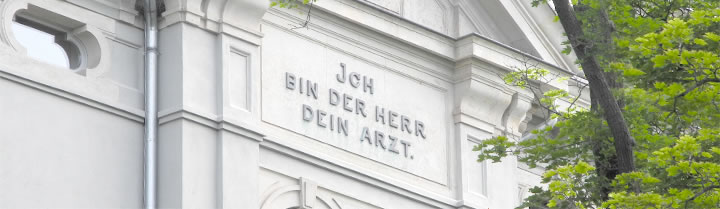 JCH
BIN DER HERR
DEIN ARZT.